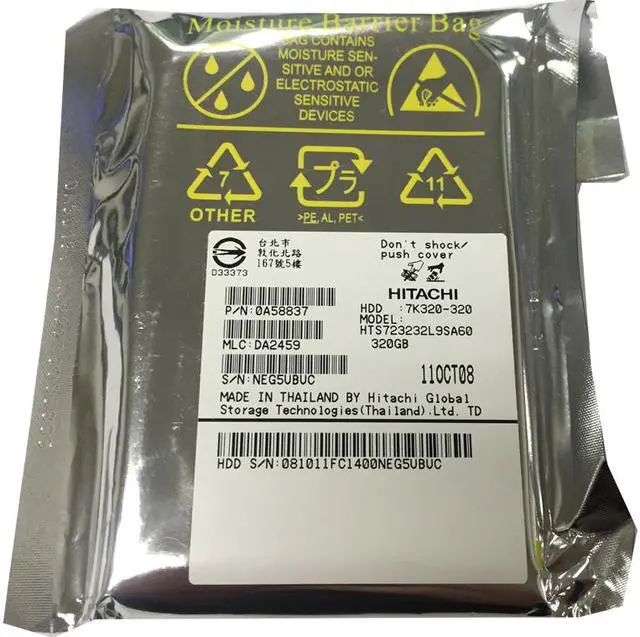 Moisture Barrier Bag
BAG CONTAINS
MOISTURE SEN-
SITIVE AND OR
ELECTROSTATIC
SENSITIVE
DEVICES
7
OTHER
プラ
>PE, AL, PET<
11
台北市
敦化北路
167號5樓
D33373
Don't shock/
push cover
HITACHI
P/N:0A58837
HDD :7K320-320
MODEL:
HTS723232L9SA60
MLC:DA2459
320GB
S/N:NEG5UBUC
11OCT08
MADE IN THAILAND BY Hitachi Global
Storage Technologies(Thailand).Ltd. TD
HDD S/N:081011FC1400NEG5UBUC